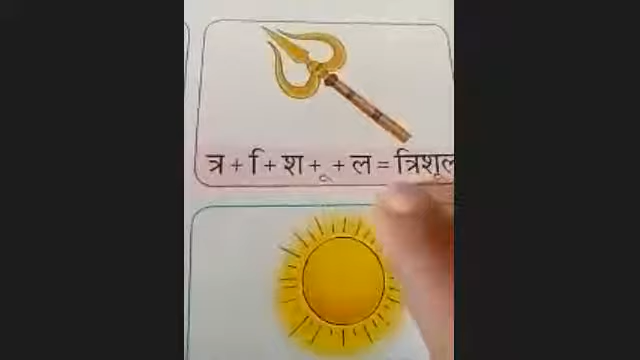 त्र + ि + श + ू + ल = त्रिशूल